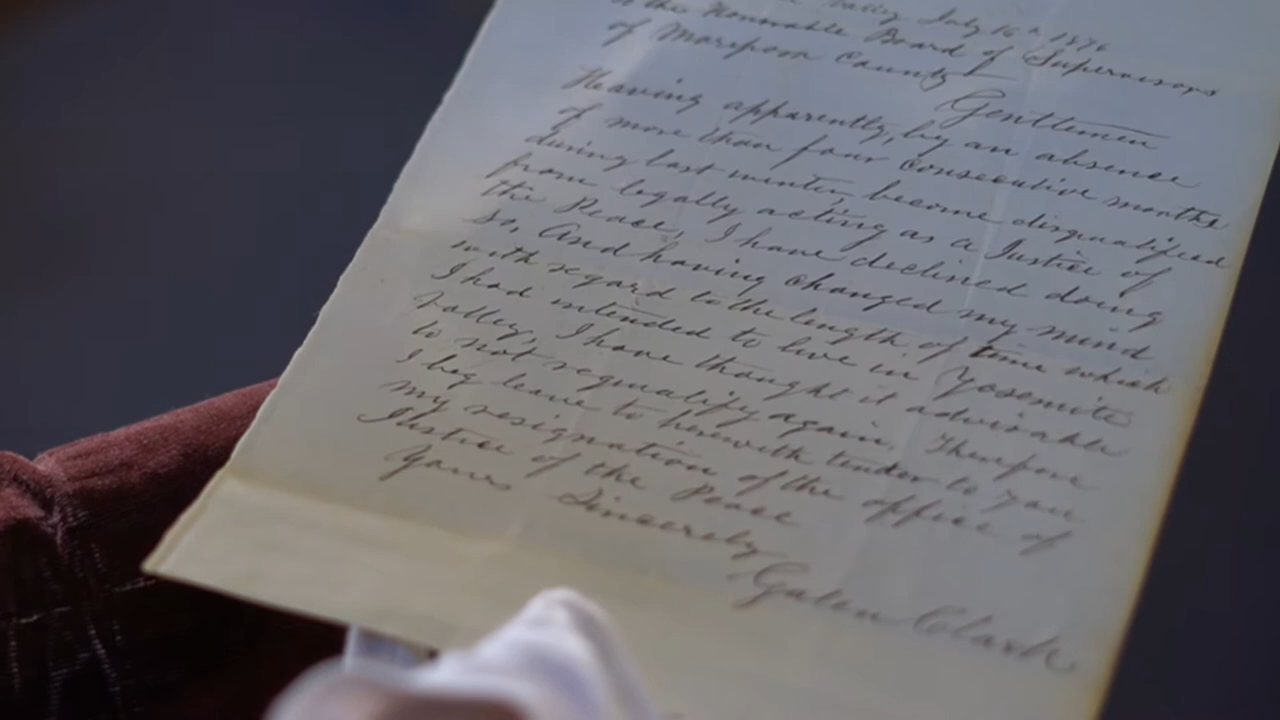 Valley July 16th 1876
the Honorable Board of Supervisors
of Mariposa County
Gentlemen
Having apparently, by an absence
of more than four consecutive months
during last winter, become disqualified
from legally acting as a Justice of
the Peace, I have declined doing
so, And having changed my mind
with regard to the length of time which
I had intended to live in Yosemite
Valley, I have thought it advisable
to not requalify again. Therefore
I beg leave to herewith tender to you
my resignation of the office of
Justice of the Peace
Yours Sincerely
Galen Clark